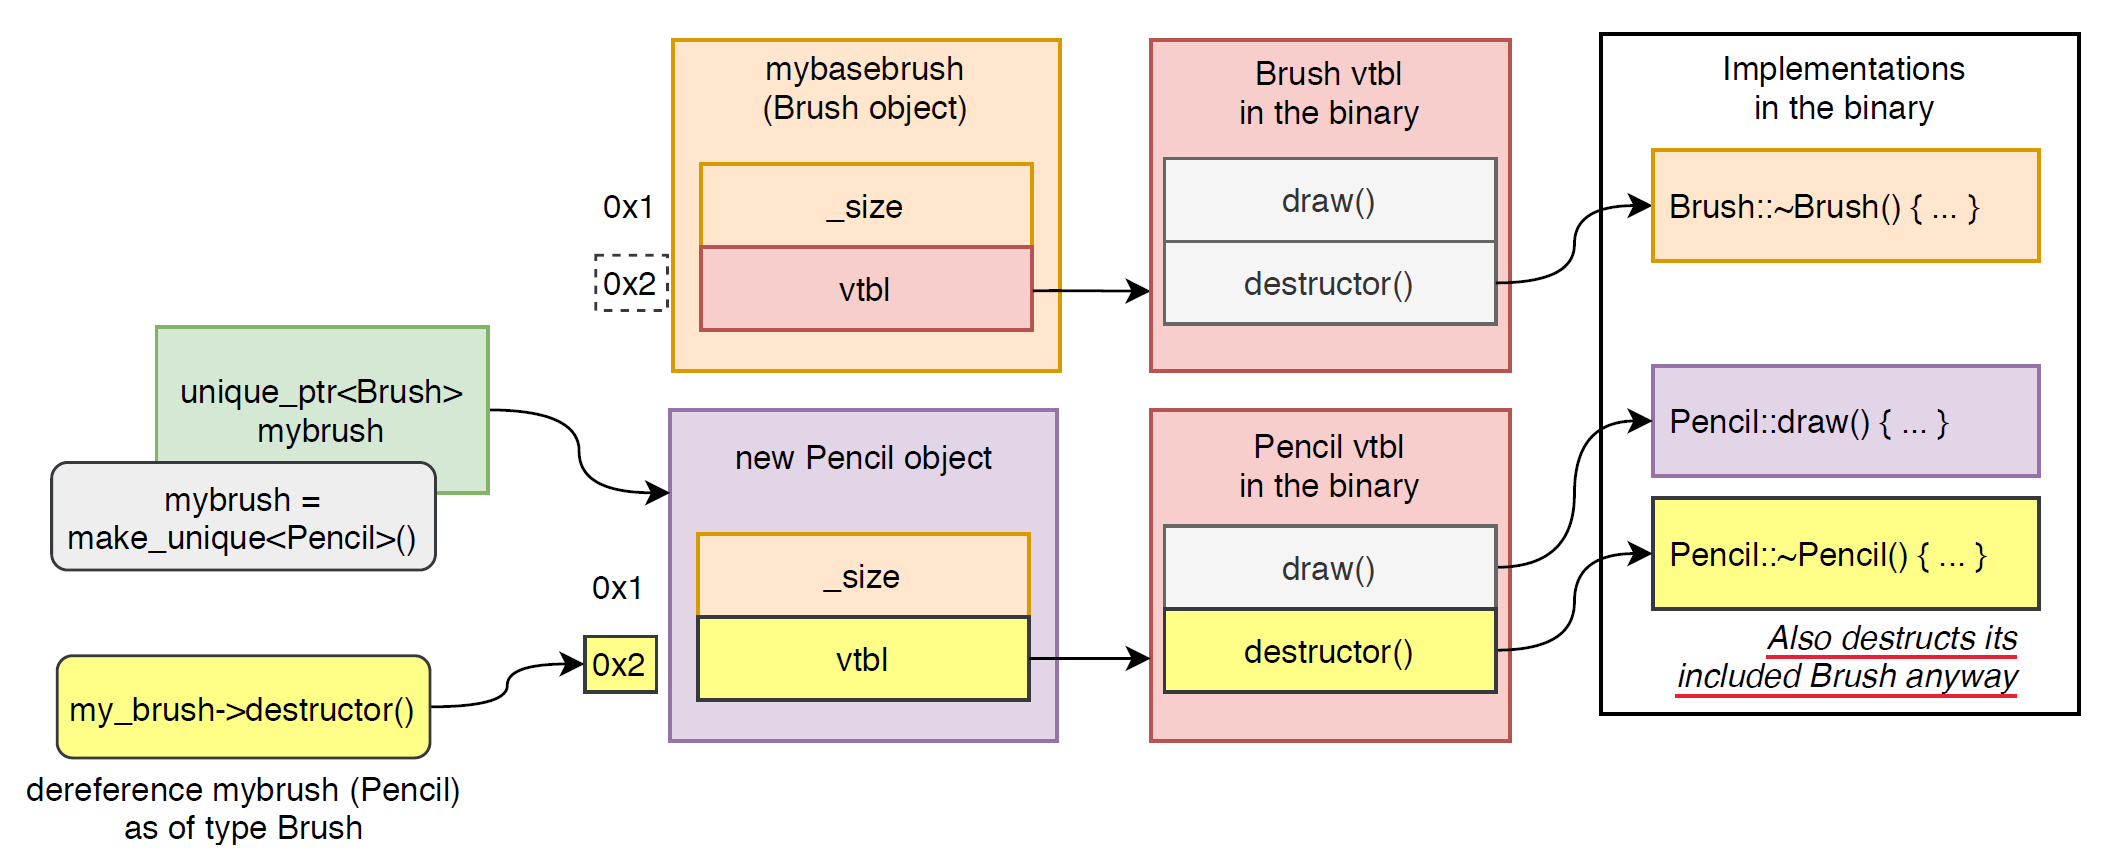 mybasebrush
(Brush object)
0x1
_size
0x2
vtbl
Brush vtbl
in the binary
draw()
destructor()
Implementations
in the binary
Brush::~Brush() { ... }
Pencil::draw() { ... }
Pencil::~Pencil() { ... }
Also destructs its
included Brush anyway
unique_ptr<Brush>
mybrush
mybrush =
make_unique<Pencil>()
new Pencil object
0x1
_size
0x2
vtbl
Pencil vtbl
in the binary
draw()
destructor()
my_brush->destructor()
dereference mybrush (Pencil)
as of type Brush